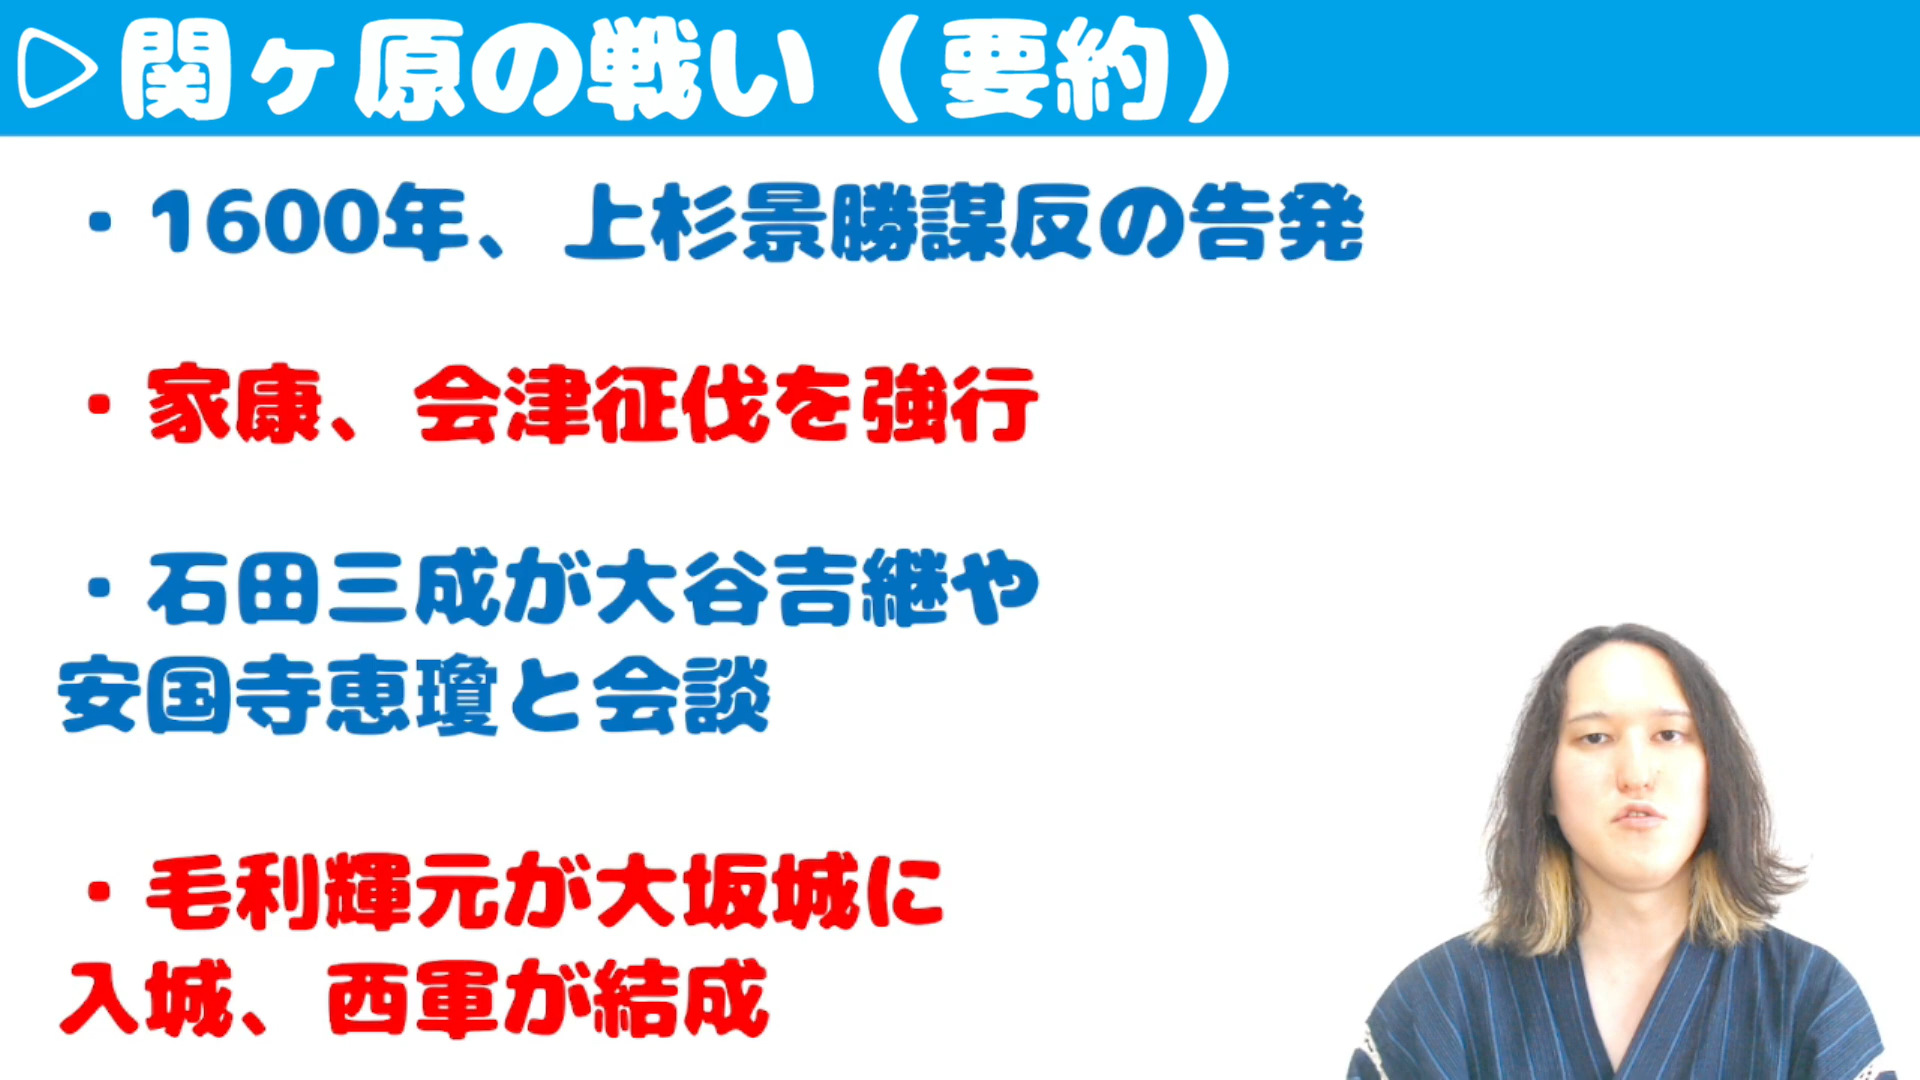 ▷関ヶ原の戦い（要約）
・1600年、上杉景勝謀反の告発
・家康、会津征伐を強行
・石田三成が大谷吉継や
安国寺恵瓊と会談
・毛利輝元が大坂城に
入城、西軍が結成